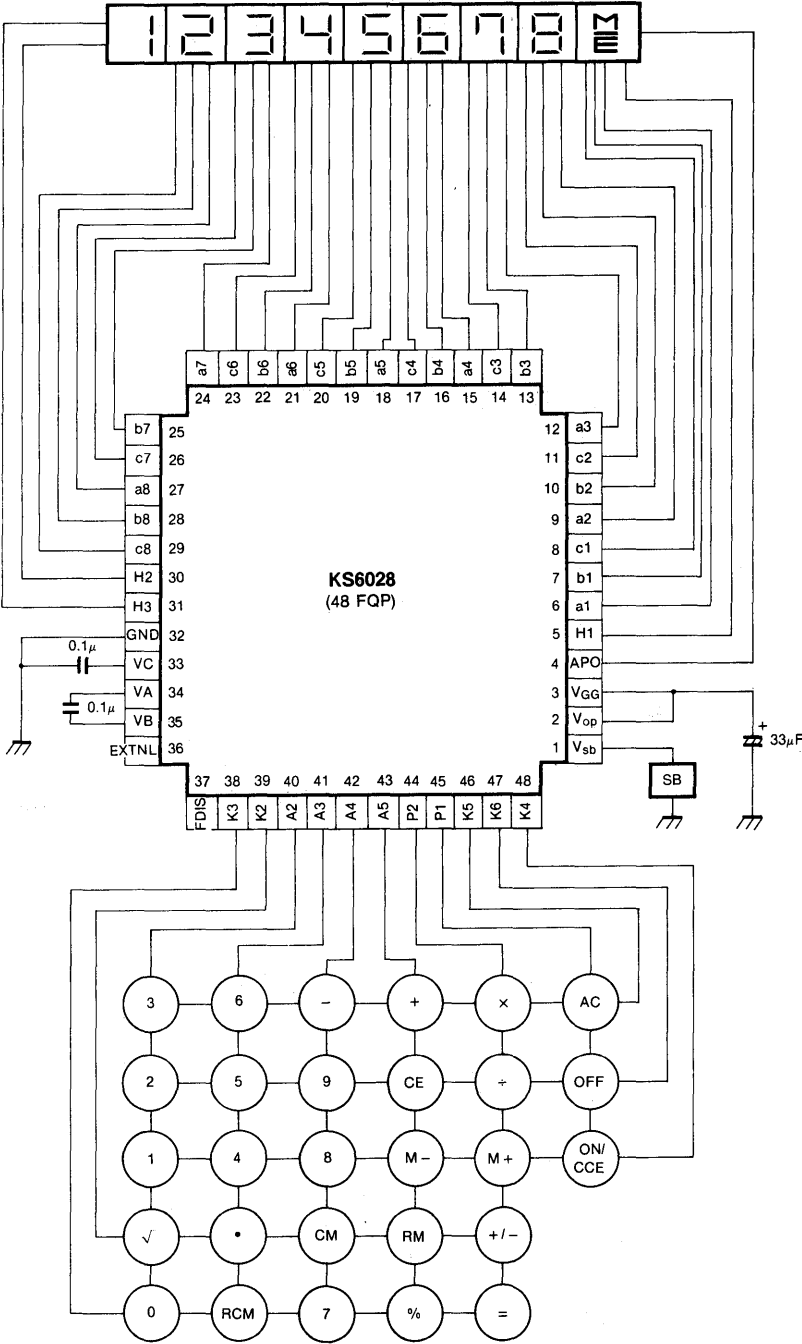 1 2 3 4 5 6 7 8 M E
a7 c6 b6 a6 c5 b5 a5 c4 b4 a4 c3 b3
24 23 22 21 20 19 18 17 16 15 14 13
b7 25 12 a3
c7 26 11 c2
a8 27 10 b2
b8 28 9 a2
c8 29 8 c1
H2 30 KS6028 7 b1
H3 31 (48 FQP) 6 a1
GND 32 5 H1
0.1μ VC 33 4 APO
VA 34 3 VGG
0.1μ VB 35 2 Vop
EXTNL 36 1 Vsb
+ 33μF
SB
37 38 39 40 41 42 43 44 45 46 47 48
FDIS K3 K2 A2 A3 A4 A5 P2 P1 K5 K6 K4
3 6 − + × AC
2 5 9 CE ÷ OFF
1 4 8 M− M+ ON/
CCE
√ • CM RM +/−
0 RCM 7 % =